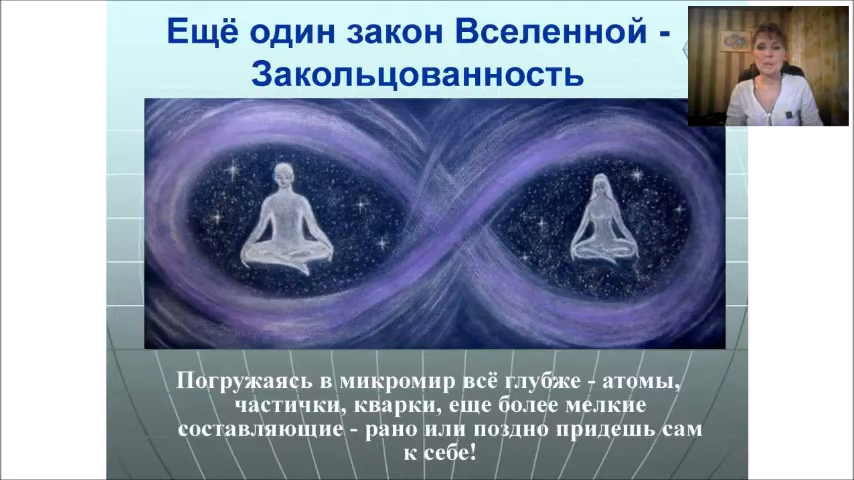 Ещё один закон Вселенной -
Закольцованность
Погружаясь в микромир всё глубже - атомы,
частички, кварки, еще более мелкие
составляющие - рано или поздно придешь сам
к себе!